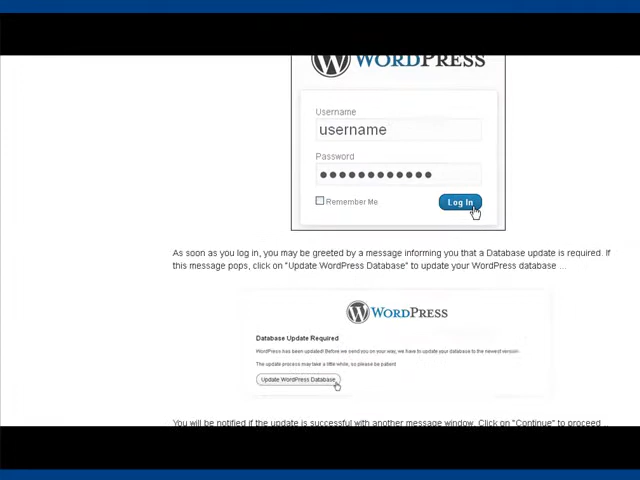 WORDPRESS
Username
username
Password
Remember Me
Log In
As soon as you log in, you may be greeted by a message informing you that a Database update is required. If
this message pops, click on "Update WordPress Database" to update your WordPress database ...
WORDPRESS
Database Update Required
WordPress has been updated! Before we send you on your way, we have to update your database to the newest version.
The update process may take a little while, so please be patient
Update WordPress Database
You will be notified if the update is successful with another message window. Click on "Continue" to proceed...